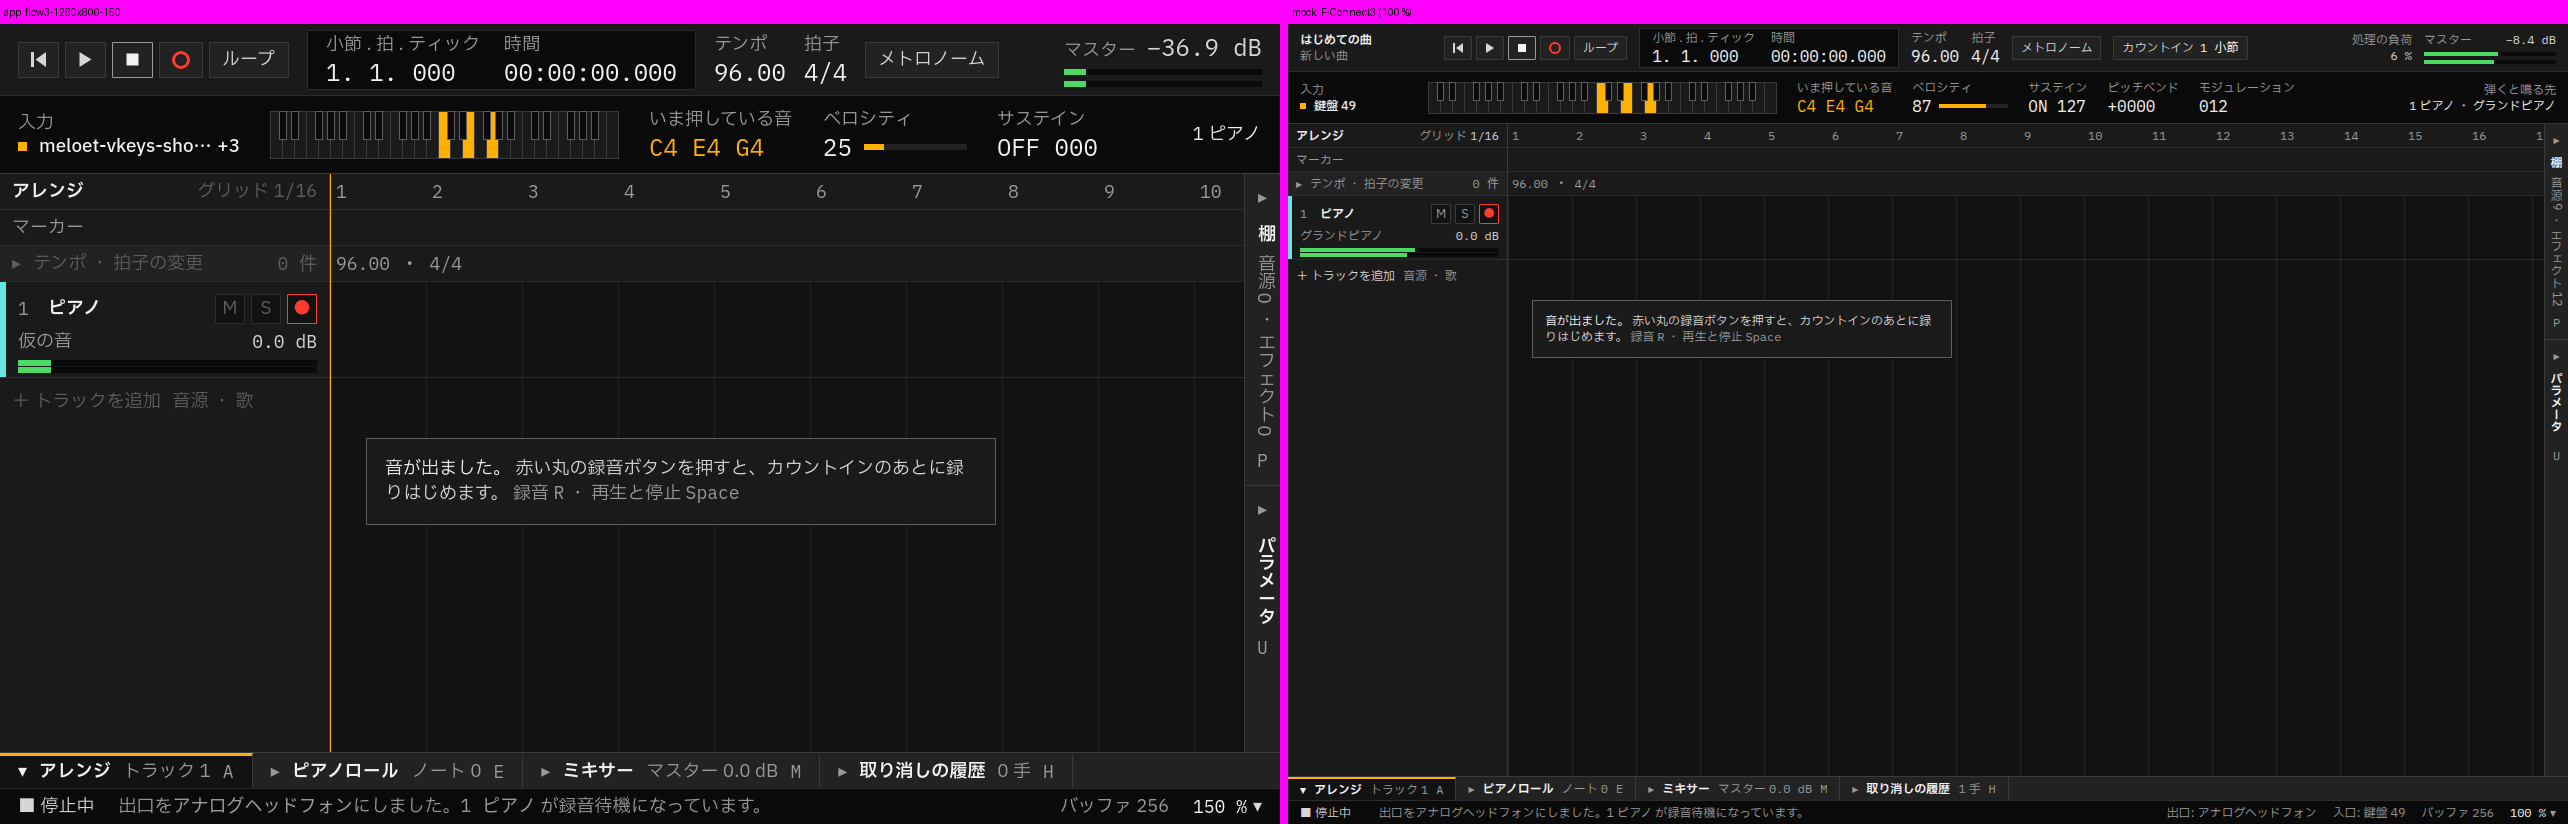 app flow3-1280x800-150
ループ
小節 . 拍 . ティック 時間
1. 1. 000 00:00:00.000
テンポ 拍子
96.00 4/4
メトロノーム
マスター −36.9 dB
入力
meloet-vkeys-sho… +3
いま押している音 ベロシティ サステイン
C4 E4 G4 25 OFF 000
1 ピアノ
アレンジ グリッド 1/16
1 2 3 4 5 6 7 8 9 10
マーカー
▶ テンポ ・ 拍子の変更 0 件
96.00 ・ 4/4
1 ピアノ M S
仮の音 0.0 dB
＋ トラックを追加 音源 ・ 歌
音が出ました。 赤い丸の録音ボタンを押すと、カウントインのあとに録
りはじめます。 録音 R ・ 再生と停止 Space
▶ 棚 音源 0 ・ エフェクト 0 P
▶ パラメータ U
▼ アレンジ トラック 1 A
▶ ピアノロール ノート 0 E
▶ ミキサー マスター 0.0 dB M
▶ 取り消しの履歴 0 手 H
■ 停止中 出口をアナログヘッドフォンにしました。1 ピアノ が録音待機になっています。
バッファ 256 150 % ▼
mock F-Connect3 (100 %)
はじめての曲
新しい曲
ループ
小節 . 拍 . ティック 時間
1. 1. 000 00:00:00.000
テンポ 拍子
96.00 4/4
メトロノーム
カウントイン 1 小節
処理の負荷
6 %
マスター −8.4 dB
入力
鍵盤 49
いま押している音 ベロシティ サステイン ピッチベンド モジュレーション
C4 E4 G4 87 ON 127 +0000 012
弾くと鳴る先
1 ピアノ ・ グランドピアノ
アレンジ グリッド 1/16
1 2 3 4 5 6 7 8 9 10 11 12 13 14 15 16 1
マーカー
▶ テンポ ・ 拍子の変更 0 件
96.00 ・ 4/4
1 ピアノ M S
グランドピアノ 0.0 dB
＋ トラックを追加 音源 ・ 歌
音が出ました。 赤い丸の録音ボタンを押すと、カウントインのあとに録
りはじめます。 録音 R ・ 再生と停止 Space
▶ 棚 音源 9 ・ エフェクト 12 P
▶ パラメータ U
▼ アレンジ トラック 1 A
▶ ピアノロール ノート 0 E
▶ ミキサー マスター 0.0 dB M
▶ 取り消しの履歴 1 手 H
■ 停止中 出口をアナログヘッドフォンにしました。1 ピアノ が録音待機になっています。
出口: アナログヘッドフォン 入口: 鍵盤 49 バッファ 256 100 % ▼